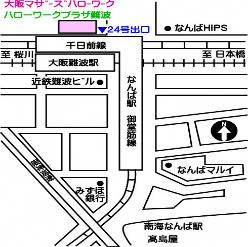 大阪マザーズハローワーク
ハローワークプラザ難波
▼24号出口
なんばHIPS
千日前線
至 桜川
大阪難波駅
至 日本橋
近鉄難波ビル
なんば駅
御堂筋線
なんばマルイ
みずほ
銀行
南海なんば駅
高島屋